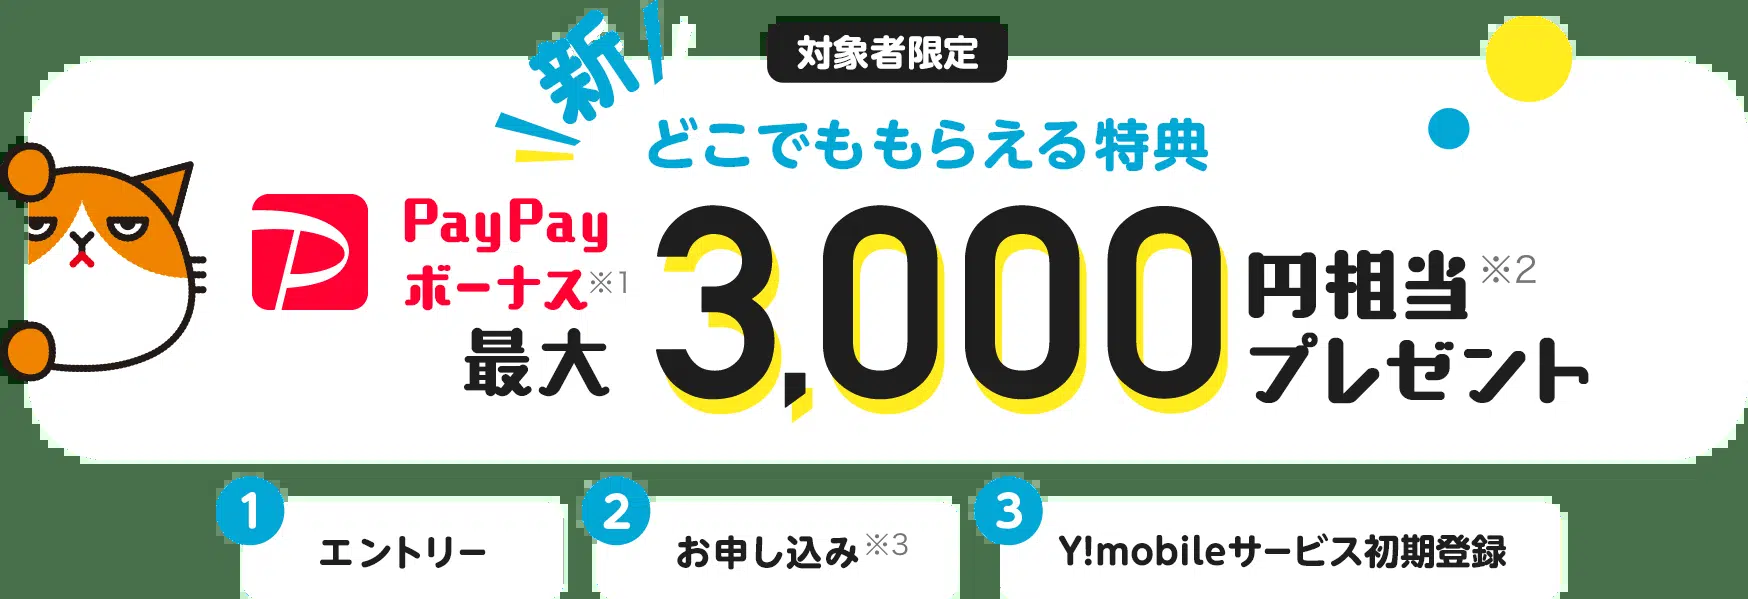 対象者限定
新
どこでももらえる特典
PayPay
ボーナス※1
最大
3,000
円相当※2
プレゼント
1
エントリー
2
お申し込み※3
3
Y!mobileサービス初期登録